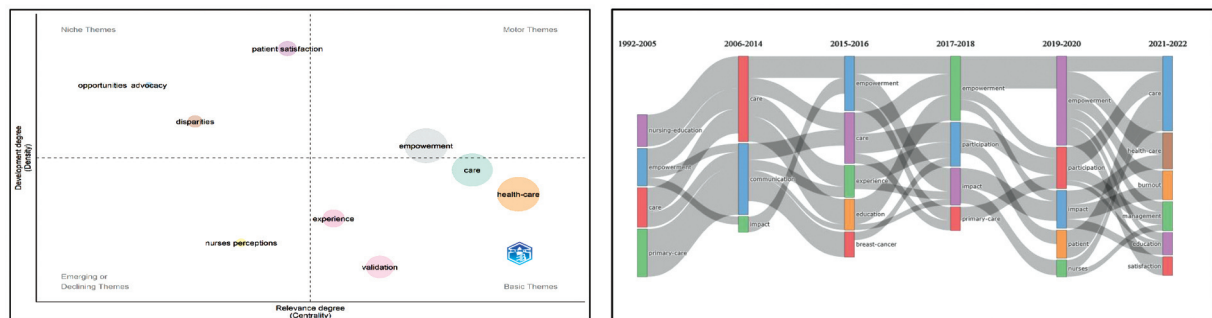 Niche Themes
Motor Themes
patient satisfaction
opportunities advocacy
disparities
empowerment
care
health-care
experience
nurses perceptions
validation
Emerging or
Declining Themes
Basic Themes
Development degree
(Density)
Relevance degree
(Centrality)
1992-2005
2006-2014
2015-2016
2017-2018
2019-2020
2021-2022
nursing-education
empowerment
care
primary-care
care
communication
impact
empowerment
care
experience
education
breast-cancer
empowerment
participation
impact
primary-care
empowerment
participation
impact
patient
nurses
care
health-care
burnout
management
education
satisfaction